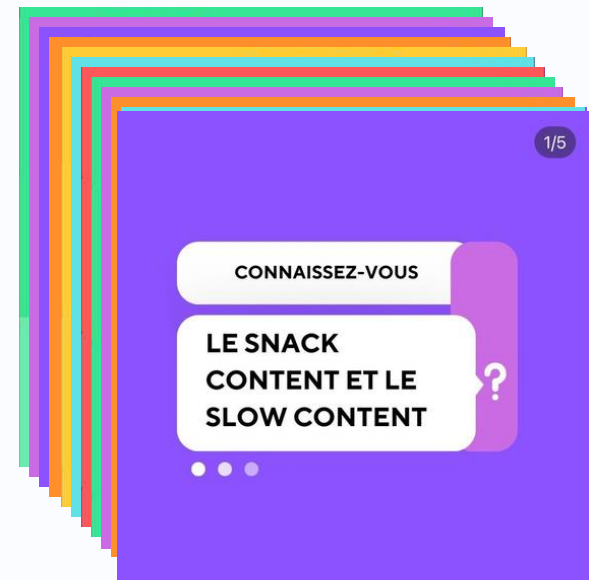 1/5
CONNAISSEZ-VOUS
LE SNACK
CONTENT ET LE
SLOW CONTENT
?